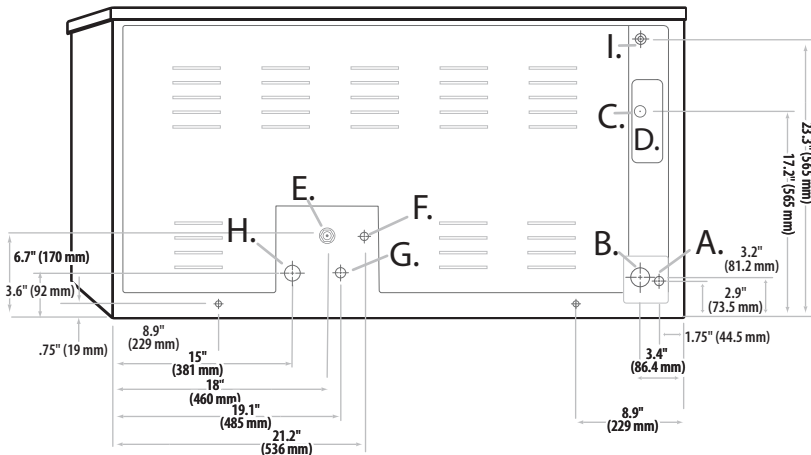 I.
C.
D.
23.3" (565 mm)
17.2" (565 mm)
E.
F.
H.
G.
B.
A.
6.7" (170 mm)
3.6" (92 mm)
.75" (19 mm)
3.2"
(81.2 mm)
2.9"
(73.5 mm)
1.75" (44.5 mm)
3.4"
(86.4 mm)
8.9"
(229 mm)
15"
(381 mm)
18"
(460 mm)
19.1"
(485 mm)
21.2"
(536 mm)
8.9"
(229 mm)